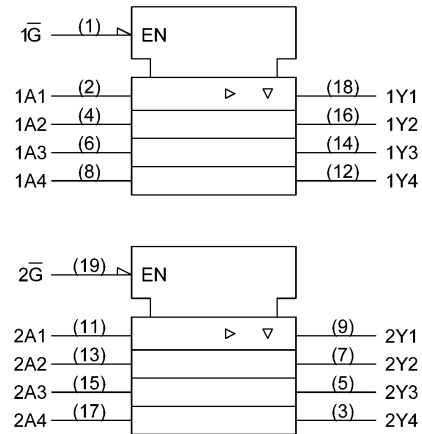 1G̅ (1) EN
1A1 (2) ▷ ▽ (18) 1Y1
1A2 (4) (16) 1Y2
1A3 (6) (14) 1Y3
1A4 (8) (12) 1Y4
2G̅ (19) EN
2A1 (11) ▷ ▽ (9) 2Y1
2A2 (13) (7) 2Y2
2A3 (15) (5) 2Y3
2A4 (17) (3) 2Y4